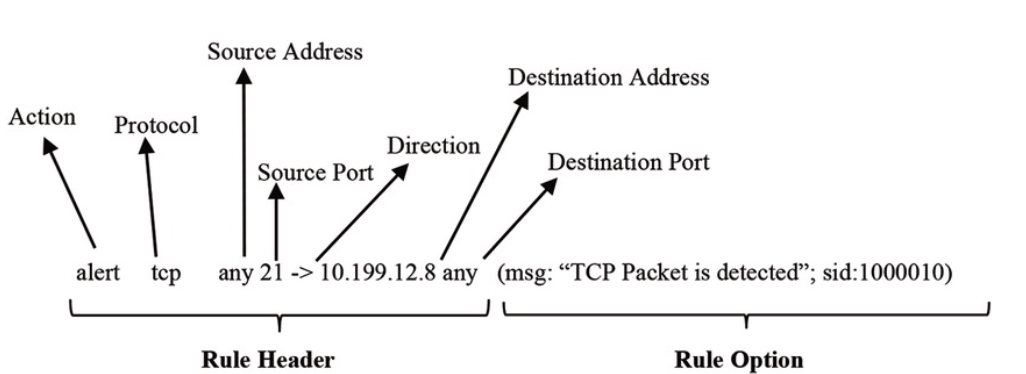 Source Address
Destination Address
Action
Protocol
Direction
Source Port
Destination Port
alert tcp any 21 -> 10.199.12.8 any (msg: “TCP Packet is detected”; sid:1000010)
Rule Header
Rule Option